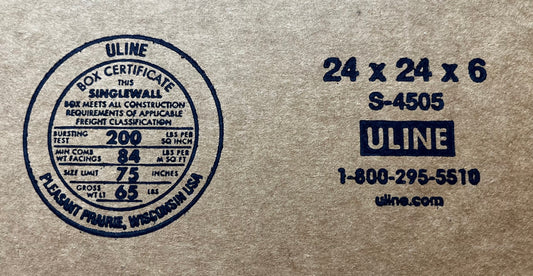 ULINE
BOX CERTIFICATE
THIS
SINGLEWALL
BOX MEETS ALL CONSTRUCTION
REQUIREMENTS OF APPLICABLE
FREIGHT CLASSIFICATION
BURSTING TEST 200 LBS PER SQ INCH
MIN COMB WT FACINGS 84 LBS PER M SQ FT
SIZE LIMIT 75 INCHES
GROSS WT LT 65 LBS
PLEASANT PRAIRIE, WISCONSIN USA
24 x 24 x 6
S-4505
ULINE
1-800-295-5510
uline.com